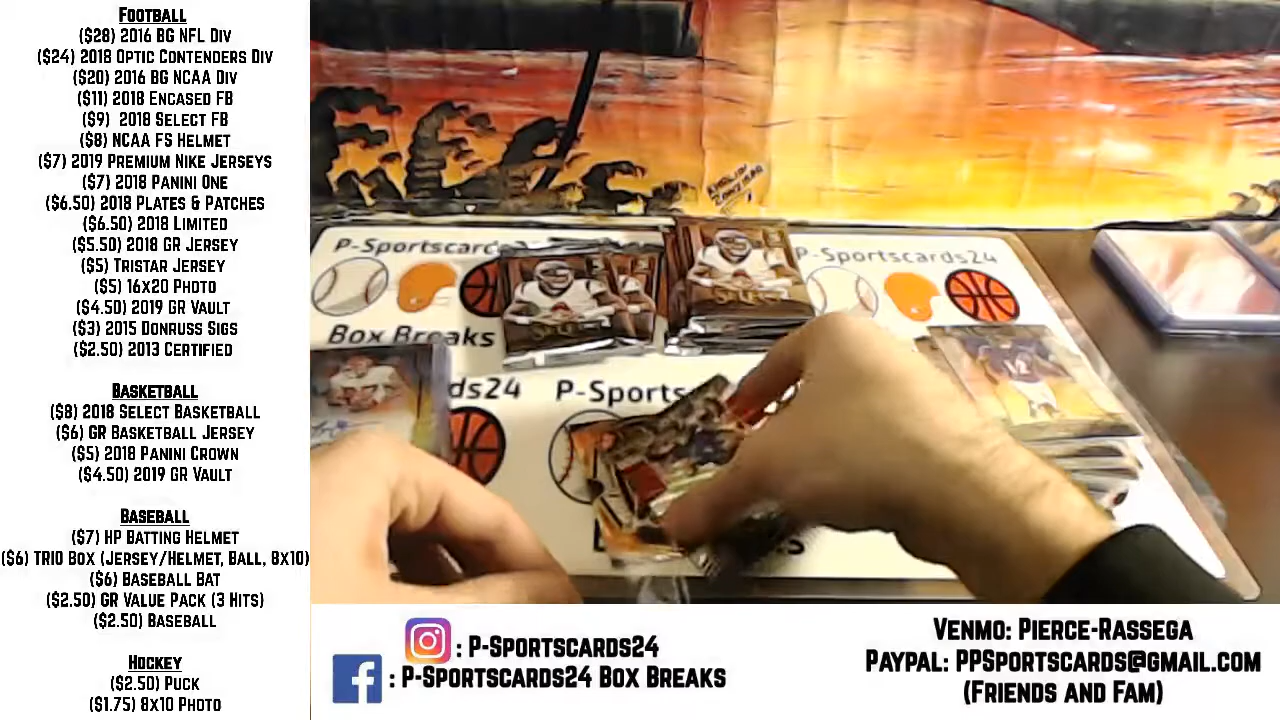 Football
($28) 2016 BG NFL Div
($24) 2018 Optic Contenders Div
($20) 2016 BG NCAA Div
($11) 2018 Encased FB
($9) 2018 Select FB
($8) NCAA FS Helmet
($7) 2019 Premium Nike Jerseys
($7) 2018 Panini One
($6.50) 2018 Plates & Patches
($6.50) 2018 Limited
($5.50) 2018 GR Jersey
($5) Tristar Jersey
($5) 16x20 Photo
($4.50) 2019 GR Vault
($3) 2015 Donruss Sigs
($2.50) 2013 Certified
Basketball
($8) 2018 Select Basketball
($6) GR Basketball Jersey
($5) 2018 Panini Crown
($4.50) 2019 GR Vault
Baseball
($7) HP Batting Helmet
($6) Trio Box (Jersey/Helmet, Ball, 8x10)
($6) Baseball Bat
($2.50) GR Value Pack (3 Hits)
($2.50) Baseball
Hockey
($2.50) Puck
($1.75) 8x10 Photo
P-Sportscards
P-Sportscards24
Box Breaks
ds24 P-Sports
: P-Sportscards24
: P-Sportscards24 Box Breaks
Venmo: Pierce-Rassega
Paypal: PPSportscards@gmail.com
(Friends and Fam)